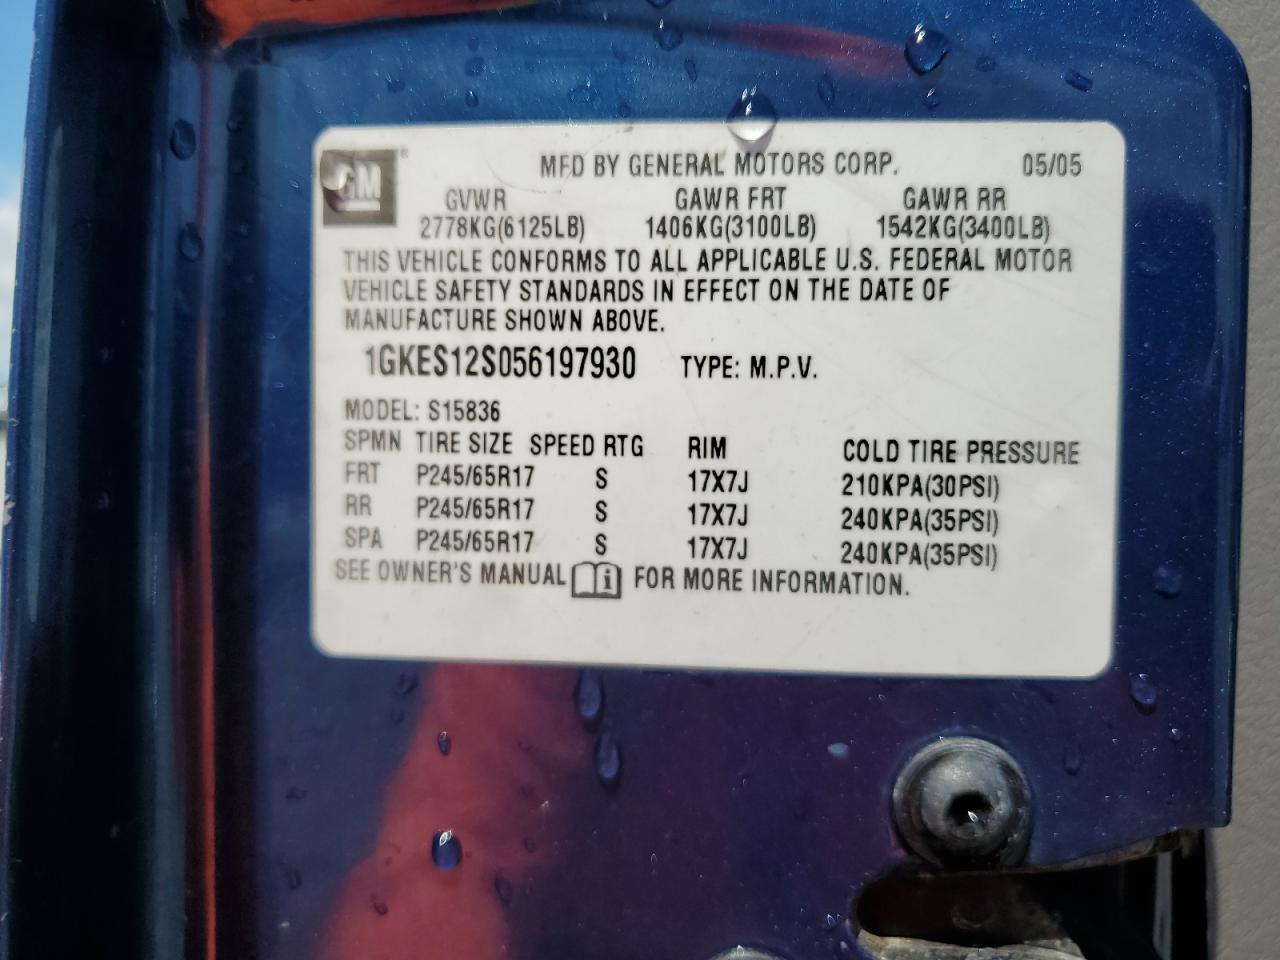 GM® MFD BY GENERAL MOTORS CORP. 05/05
GVWR GAWR FRT GAWR RR
2778KG(6125LB) 1406KG(3100LB) 1542KG(3400LB)
THIS VEHICLE CONFORMS TO ALL APPLICABLE U.S. FEDERAL MOTOR
VEHICLE SAFETY STANDARDS IN EFFECT ON THE DATE OF
MANUFACTURE SHOWN ABOVE.
1GKES12S056197930 TYPE: M.P.V.
MODEL: S15836
SPMN TIRE SIZE SPEED RTG RIM COLD TIRE PRESSURE
FRT P245/65R17 S 17X7J 210KPA(30PSI)
RR P245/65R17 S 17X7J 240KPA(35PSI)
SPA P245/65R17 S 17X7J 240KPA(35PSI)
SEE OWNER'S MANUAL i FOR MORE INFORMATION.